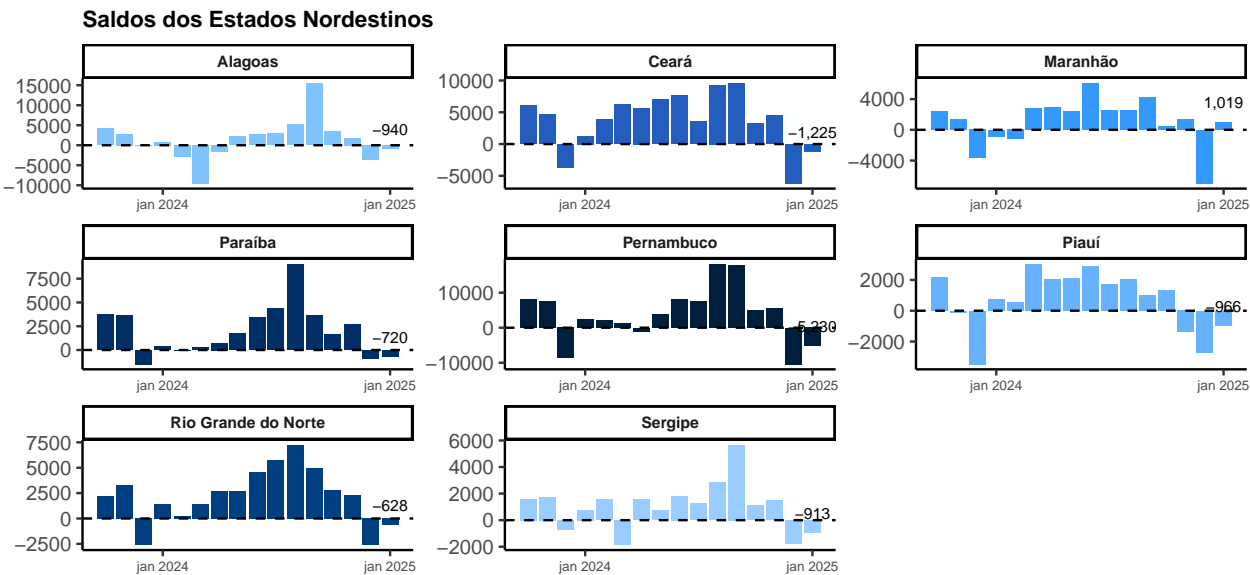 Saldos dos Estados Nordestinos
Alagoas
15000
10000
5000
0
−5000
−10000
−940
jan 2024
jan 2025
Ceará
10000
5000
0
−5000
−1,225
jan 2024
jan 2025
Maranhão
4000
0
−4000
1,019
jan 2024
jan 2025
Paraíba
7500
5000
2500
0
−720
jan 2024
jan 2025
Pernambuco
10000
0
−10000
−5,230
jan 2024
jan 2025
Piauí
2000
0
−2000
−966
jan 2024
jan 2025
Rio Grande do Norte
7500
5000
2500
0
−2500
−628
jan 2024
jan 2025
Sergipe
6000
4000
2000
0
−2000
−913
jan 2024
jan 2025